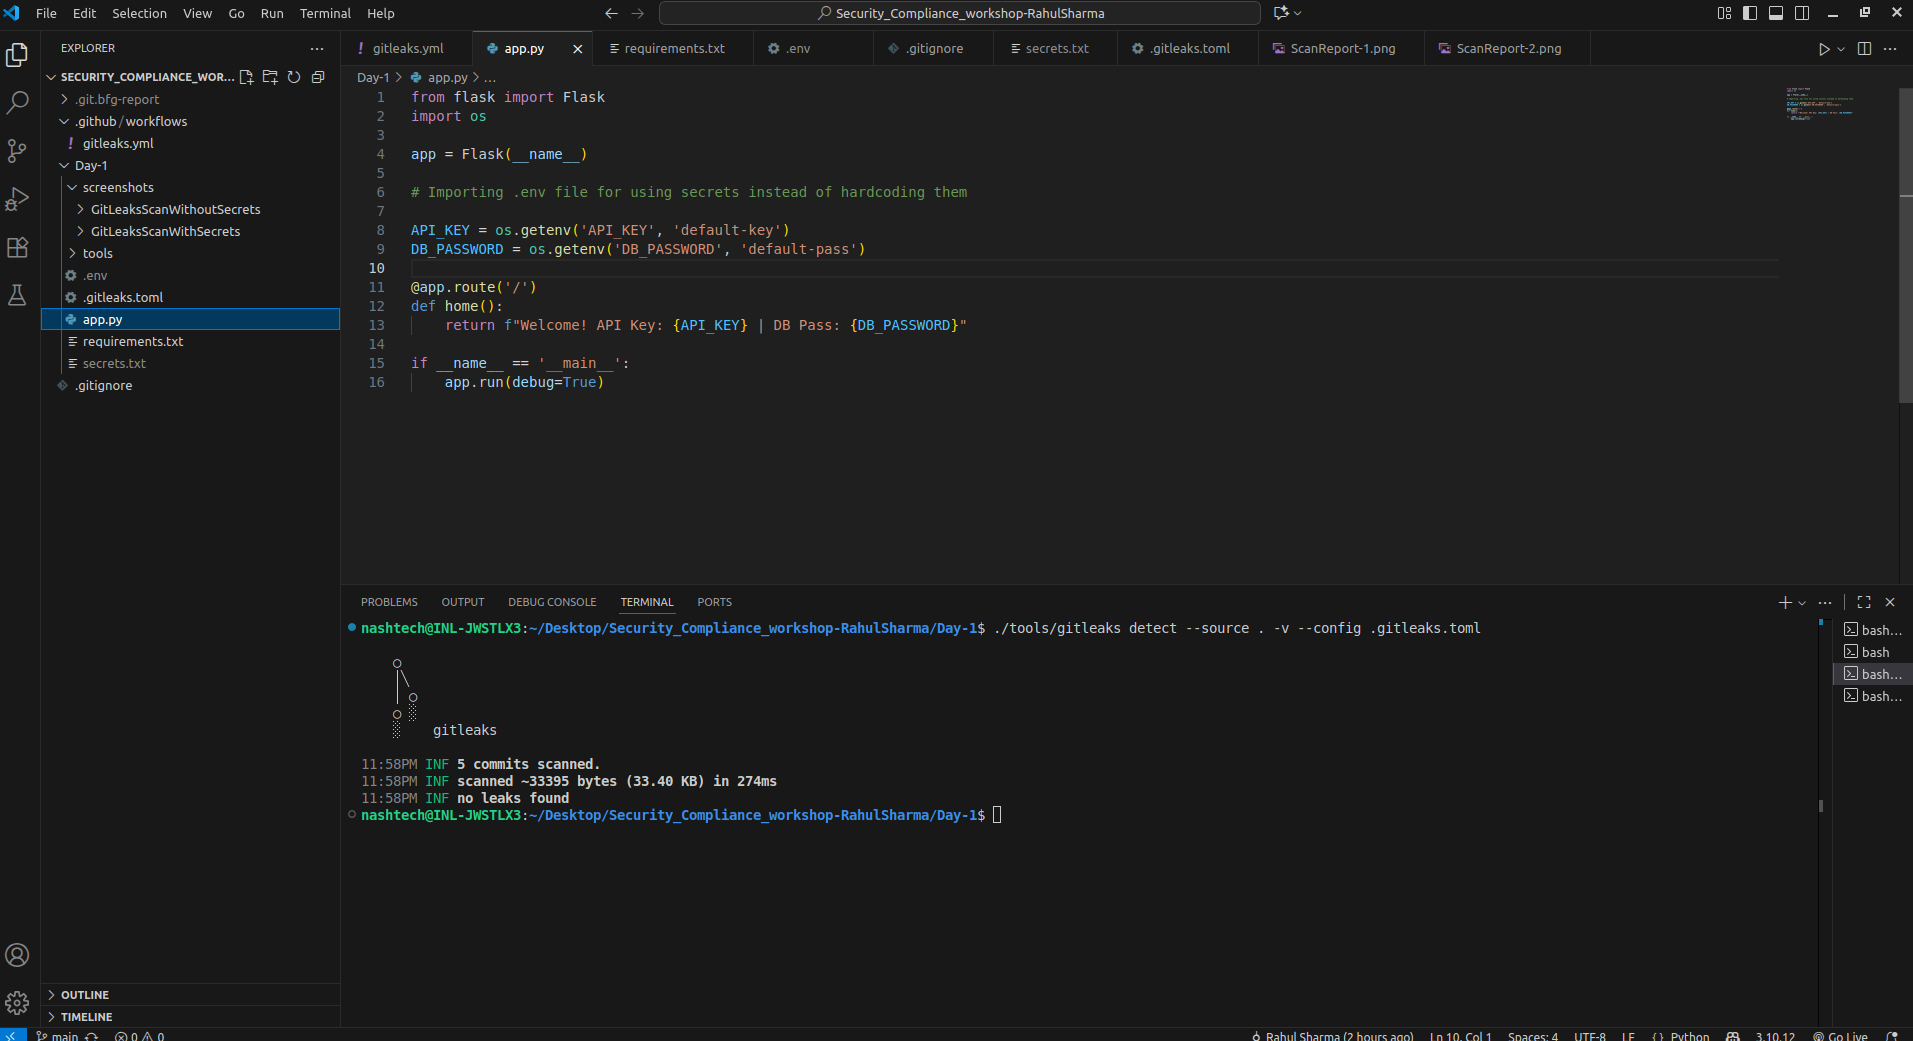 File Edit Selection View Go Run Terminal Help
Security_Compliance_workshop-RahulSharma
EXPLORER
SECURITY_COMPLIANCE_WOR...
.git.bfg-report
.github / workflows
! gitleaks.yml
Day-1
screenshots
GitLeaksScanWithoutSecrets
GitLeaksScanWithSecrets
tools
.env
.gitleaks.toml
app.py
requirements.txt
secrets.txt
.gitignore
OUTLINE
TIMELINE
! gitleaks.yml app.py requirements.txt .env .gitignore secrets.txt .gitleaks.toml ScanReport-1.png ScanReport-2.png
Day-1 > app.py > ...
1 from flask import Flask
2 import os
3
4 app = Flask(__name__)
5
6 # Importing .env file for using secrets instead of hardcoding them
7
8 API_KEY = os.getenv('API_KEY', 'default-key')
9 DB_PASSWORD = os.getenv('DB_PASSWORD', 'default-pass')
10
11 @app.route('/')
12 def home():
13     return f"Welcome! API Key: {API_KEY} | DB Pass: {DB_PASSWORD}"
14
15 if __name__ == '__main__':
16     app.run(debug=True)
PROBLEMS OUTPUT DEBUG CONSOLE TERMINAL PORTS
nashtech@INL-JWSTLX3:~/Desktop/Security_Compliance_workshop-RahulSharma/Day-1$ ./tools/gitleaks detect --source . -v --config .gitleaks.toml
gitleaks
11:58PM INF 5 commits scanned.
11:58PM INF scanned ~33395 bytes (33.40 KB) in 274ms
11:58PM INF no leaks found
nashtech@INL-JWSTLX3:~/Desktop/Security_Compliance_workshop-RahulSharma/Day-1$
bash...
bash
bash...
bash...
main 0 0 Rahul Sharma (2 hours ago) Ln 10, Col 1 Spaces: 4 UTF-8 LF { } Python 3.10.12 Go Live